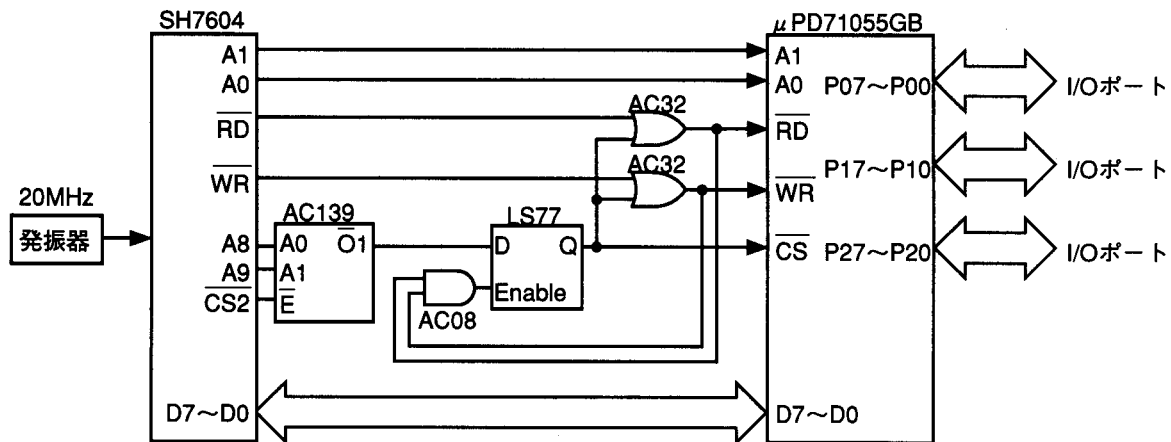 SH7604
μPD71055GB
A1
A1
A0
A0
P07〜P00
I/Oポート
AC32
RD
RD
AC32
P17〜P10
I/Oポート
WR
WR
20MHz
発振器
AC139
LS77
A8
A0
O1
D
Q
CS
P27〜P20
I/Oポート
A9
A1
CS2
E
Enable
AC08
D7〜D0
D7〜D0